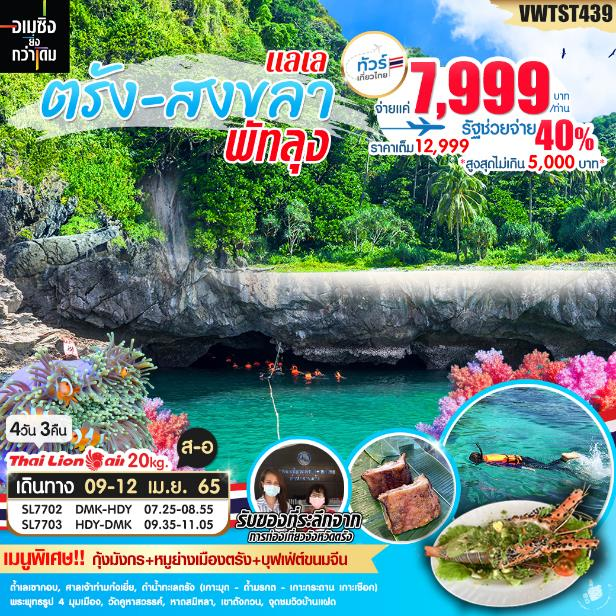 VWTST439
อเมซิ่ง
ยิ่ง
กว่าเดิม
แลเล
ตรัง-สงขลา
พัทลุง
ทัวร์
เที่ยวไทย
จ่ายแค่ 7,999 บาท/ท่าน
ราคาเต็ม 12,999
รัฐช่วยจ่าย 40%
*สูงสุดไม่เกิน 5,000 บาท*
4วัน 3คืน
Thai Lion air 20kg.
ส-อ
เดินทาง 09-12 เม.ย. 65
SL7702 DMK-HDY 07.25-08.55
SL7703 HDY-DMK 09.35-11.05
รับของที่ระลึกจาก
การท่องเที่ยวจังหวัดตรัง
เมนูพิเศษ!! กุ้งมังกร+หมูย่างเมืองตรัง+บุฟเฟ่ต์ขนมจีน
ถ้ำเลเขากอบ, ศาลเจ้าท่ามกงเยี่ย, ดำน้ำทะเลตรัง (เกาะมุก - ถ้ำมรกต - เกาะกระดาน เกาะเชือก)
พระพุทธรูป 4 มุมเมือง, วัดคูหาสวรรค์, หาดสมิหลา, เขาตังกวน, จุดชมวิวบ้านแฝด